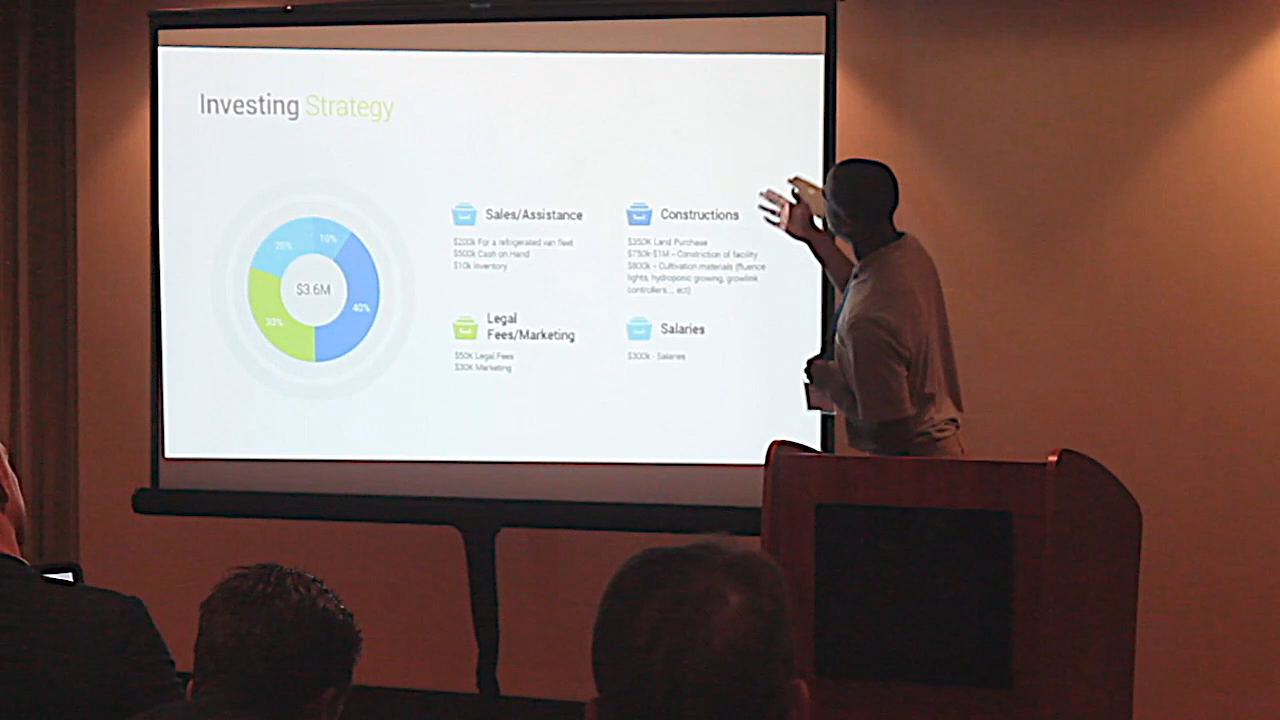 Investing Strategy
20%
10%
$3.6M
40%
30%
Sales/Assistance
$200k For a refrigerated van fleet
$500k Cash on Hand
$10k Inventory
Constructions
$350K Land Purchase
$750k-$1M - Constriction of facility
$800k - Cultivation materials (fluence
lights, hydroponic growing, growlink
controllers... ect)
Legal
Fees/Marketing
$50K Legal Fees
$30K Marketing
Salaries
$300k - Salaries